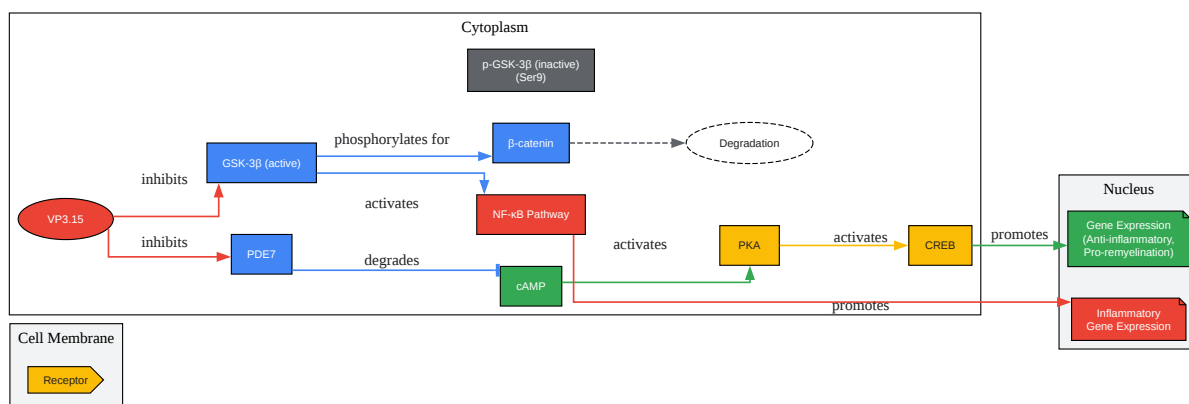 Cytoplasm
p-GSK-3β (inactive)
(Ser9)
phosphorylates for
β-catenin
Degradation
GSK-3β (active)
inhibits
activates
VP3.15
NF-κB Pathway
inhibits
PDE7
degrades
cAMP
activates
PKA
activates
CREB
promotes
promotes
Nucleus
Gene Expression
(Anti-inflammatory,
Pro-remyelination)
Inflammatory
Gene Expression
Cell Membrane
Receptor